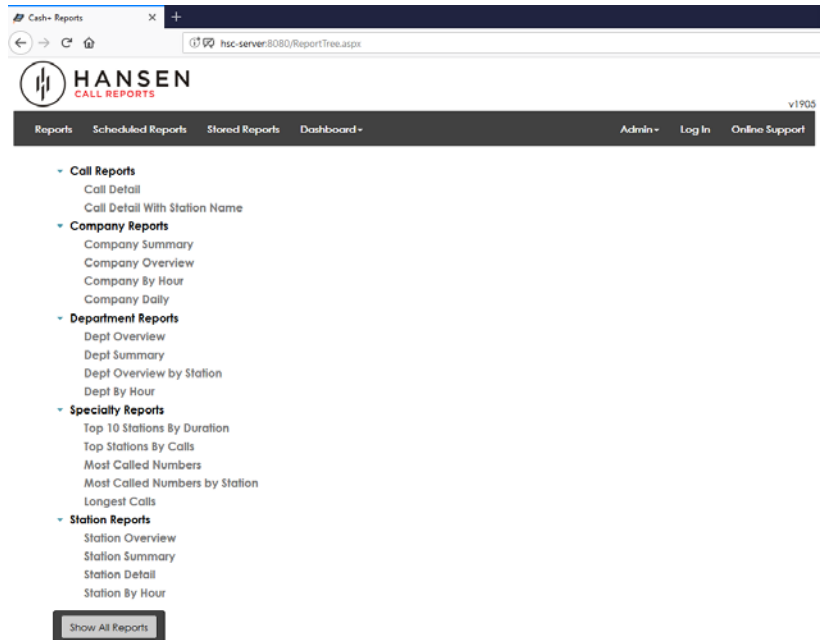 Cash+ Reports
hsc-server:8080/ReportTree.aspx
HANSEN
CALL REPORTS
v1905
Reports Scheduled Reports Stored Reports Dashboard Admin Log In Online Support
Call Reports
Call Detail
Call Detail With Station Name
Company Reports
Company Summary
Company Overview
Company By Hour
Company Daily
Department Reports
Dept Overview
Dept Summary
Dept Overview by Station
Dept By Hour
Specialty Reports
Top 10 Stations By Duration
Top Stations By Calls
Most Called Numbers
Most Called Numbers by Station
Longest Calls
Station Reports
Station Overview
Station Summary
Station Detail
Station By Hour
Show All Reports